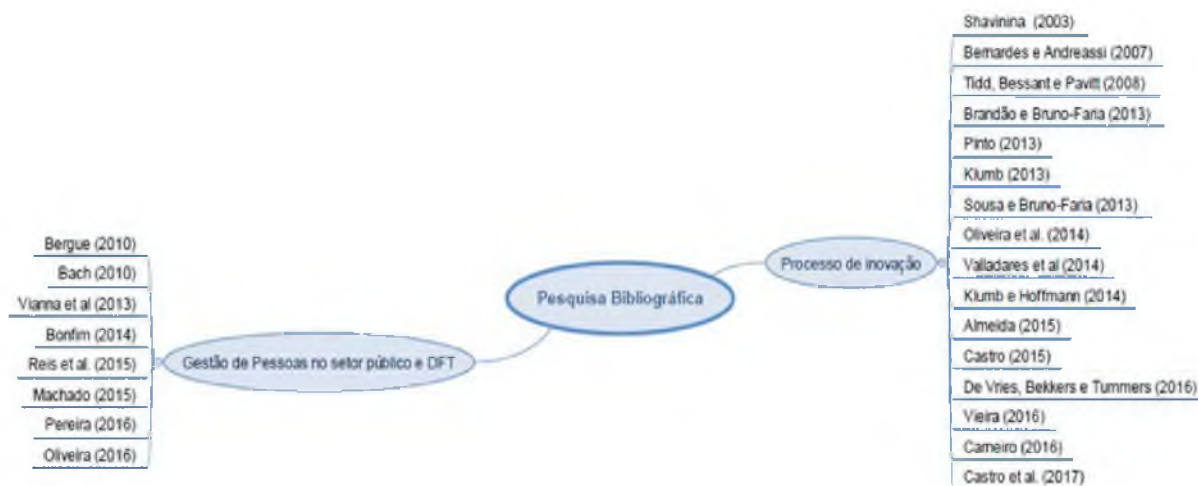 Shavinina (2003)
Bernardes e Andreassi (2007)
Tidd, Bessant e Pavitt (2008)
Brandão e Bruno-Faria (2013)
Pinto (2013)
Klumb (2013)
Sousa e Bruno-Faria (2013)
Oliveira et al. (2014)
Valladares et al (2014)
Klumb e Hoffmann (2014)
Almeida (2015)
Castro (2015)
De Vries, Bekkers e Tummers (2016)
Vieira (2016)
Carneiro (2016)
Castro et al. (2017)
Processo de inovação
Pesquisa Bibliográfica
Gestão de Pessoas no setor público e DFT
Bergue (2010)
Bach (2010)
Vianna et al (2013)
Bonfim (2014)
Reis et al. (2015)
Machado (2015)
Pereira (2016)
Oliveira (2016)